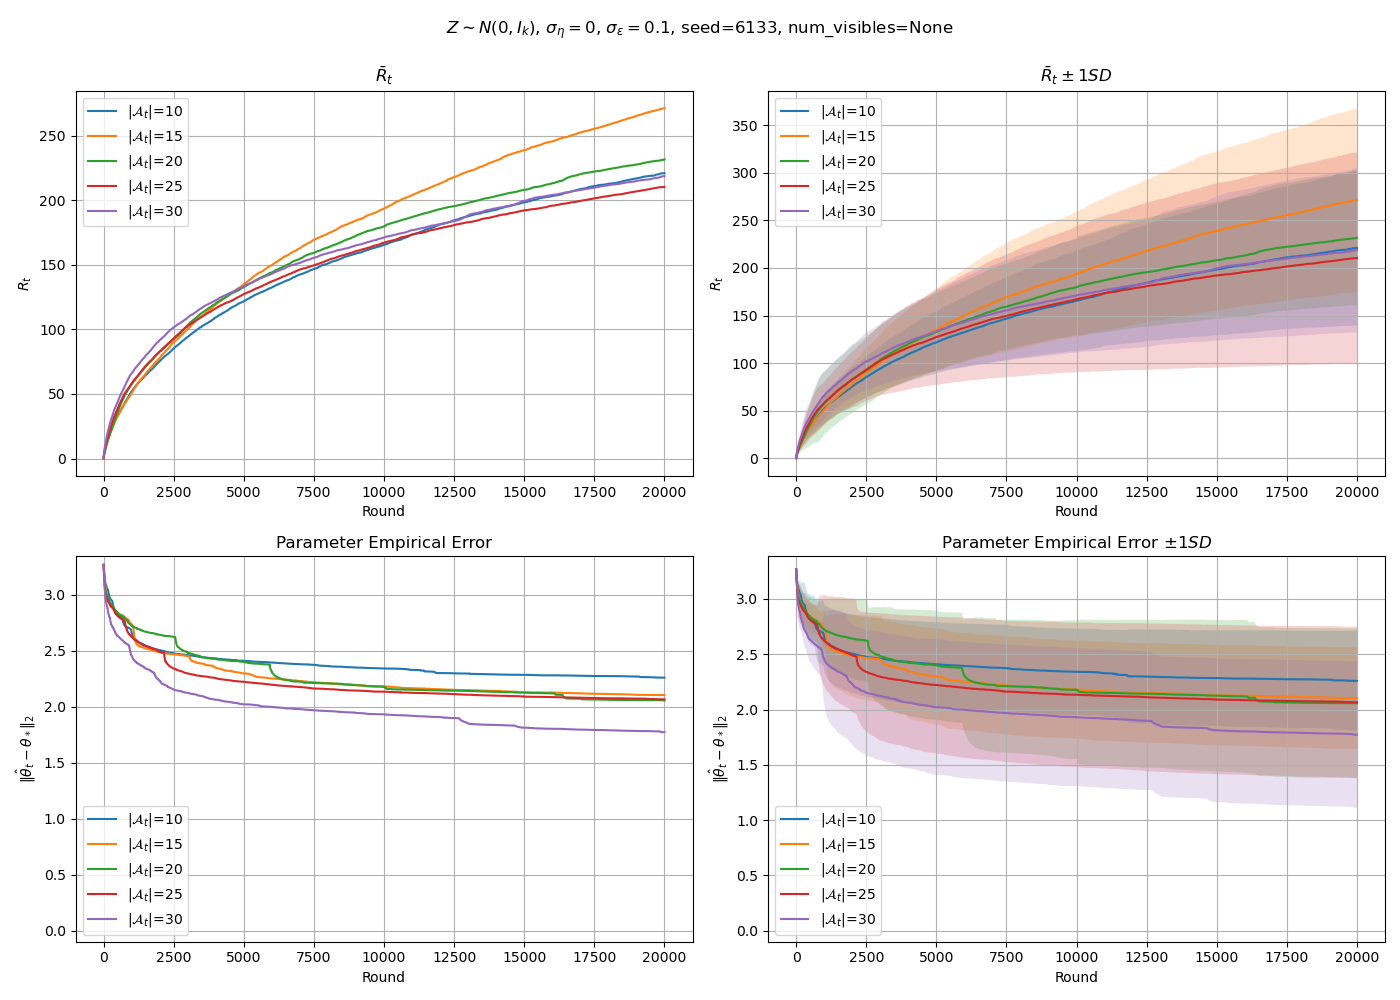 Z ∼ N(0, I_k), σ_η = 0, σ_ε = 0.1, seed=6133, num_visibles=None
R̄_t
R_t
250
200
150
100
50
0
|𝒜_t|=10
|𝒜_t|=15
|𝒜_t|=20
|𝒜_t|=25
|𝒜_t|=30
0 2500 5000 7500 10000 12500 15000 17500 20000
Round
R̄_t ± 1SD
R_t
350
300
250
200
150
100
50
0
|𝒜_t|=10
|𝒜_t|=15
|𝒜_t|=20
|𝒜_t|=25
|𝒜_t|=30
0 2500 5000 7500 10000 12500 15000 17500 20000
Round
Parameter Empirical Error
‖θ̂_t − θ_*‖₂
3.0
2.5
2.0
1.5
1.0
0.5
0.0
|𝒜_t|=10
|𝒜_t|=15
|𝒜_t|=20
|𝒜_t|=25
|𝒜_t|=30
0 2500 5000 7500 10000 12500 15000 17500 20000
Round
Parameter Empirical Error ±1SD
‖θ̂_t − θ_*‖₂
3.0
2.5
2.0
1.5
1.0
0.5
0.0
|𝒜_t|=10
|𝒜_t|=15
|𝒜_t|=20
|𝒜_t|=25
|𝒜_t|=30
0 2500 5000 7500 10000 12500 15000 17500 20000
Round